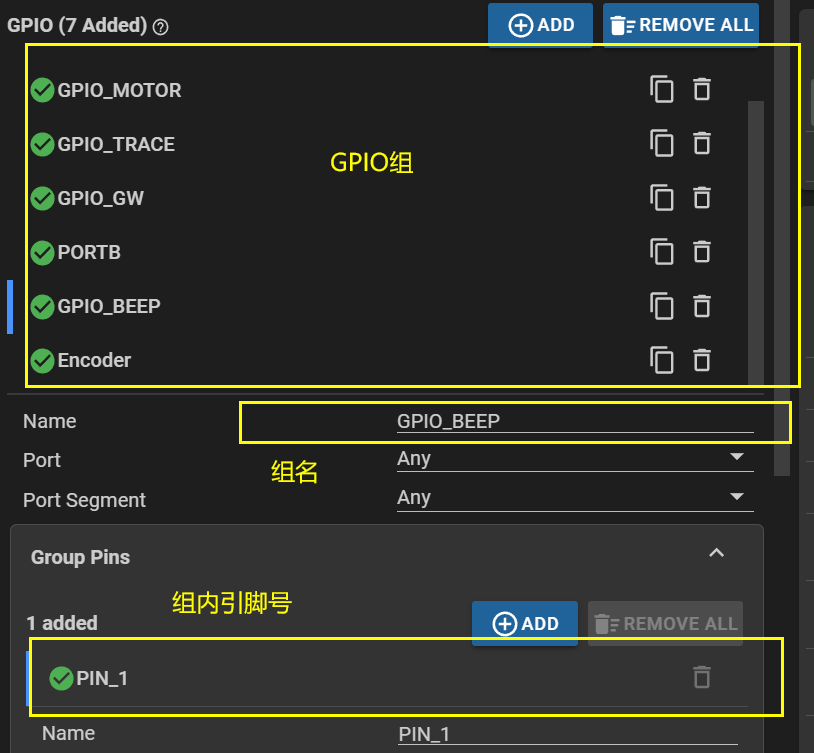 GPIO (7 Added)
ADD
REMOVE ALL
GPIO_MOTOR
GPIO_TRACE
GPIO组
GPIO_GW
PORTB
GPIO_BEEP
Encoder
Name GPIO_BEEP
Port Any
组名
Port Segment Any
Group Pins
组内引脚号
1 added
ADD
REMOVE ALL
PIN_1
Name PIN_1